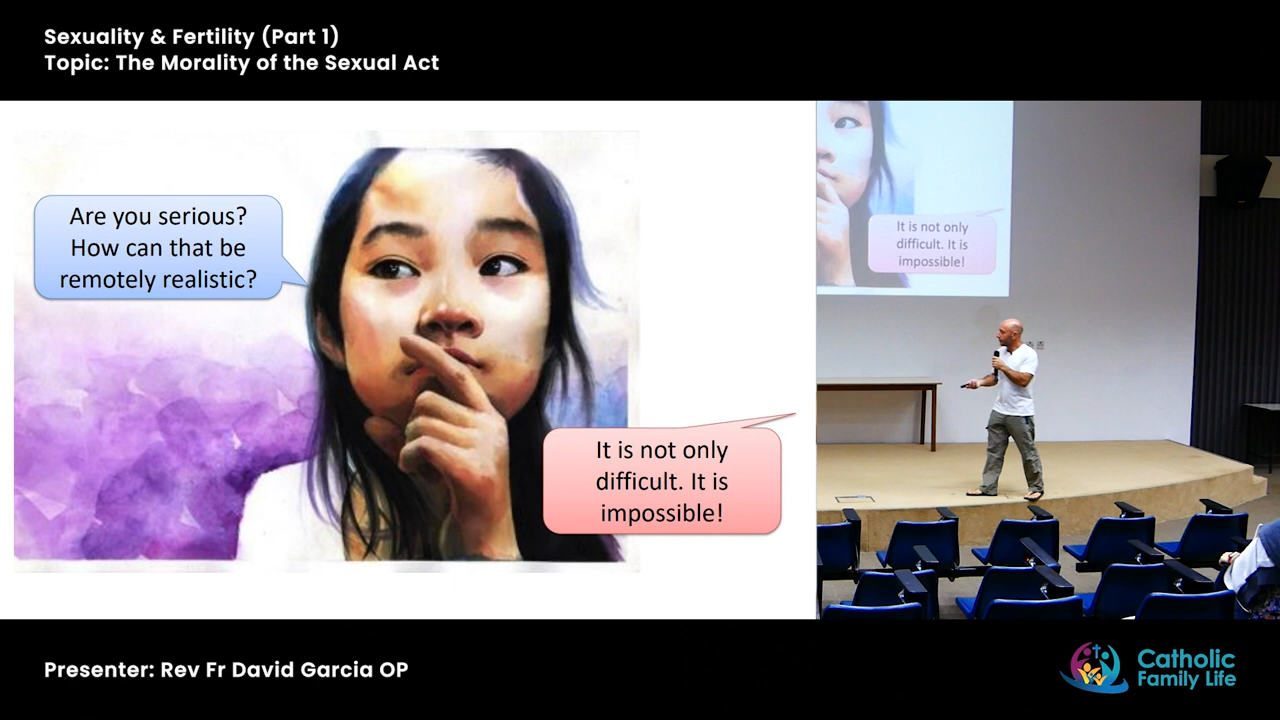 Sexuality & Fertility (Part 1)
Topic: The Morality of the Sexual Act
Are you serious?
How can that be
remotely realistic?
It is not only
difficult. It is
impossible!
It is not only
difficult. It is
impossible!
Presenter: Rev Fr David Garcia OP
Catholic
Family Life